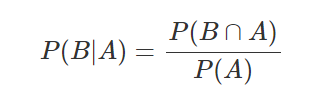 P(B|A) = P(B ∩ A) / P(A)